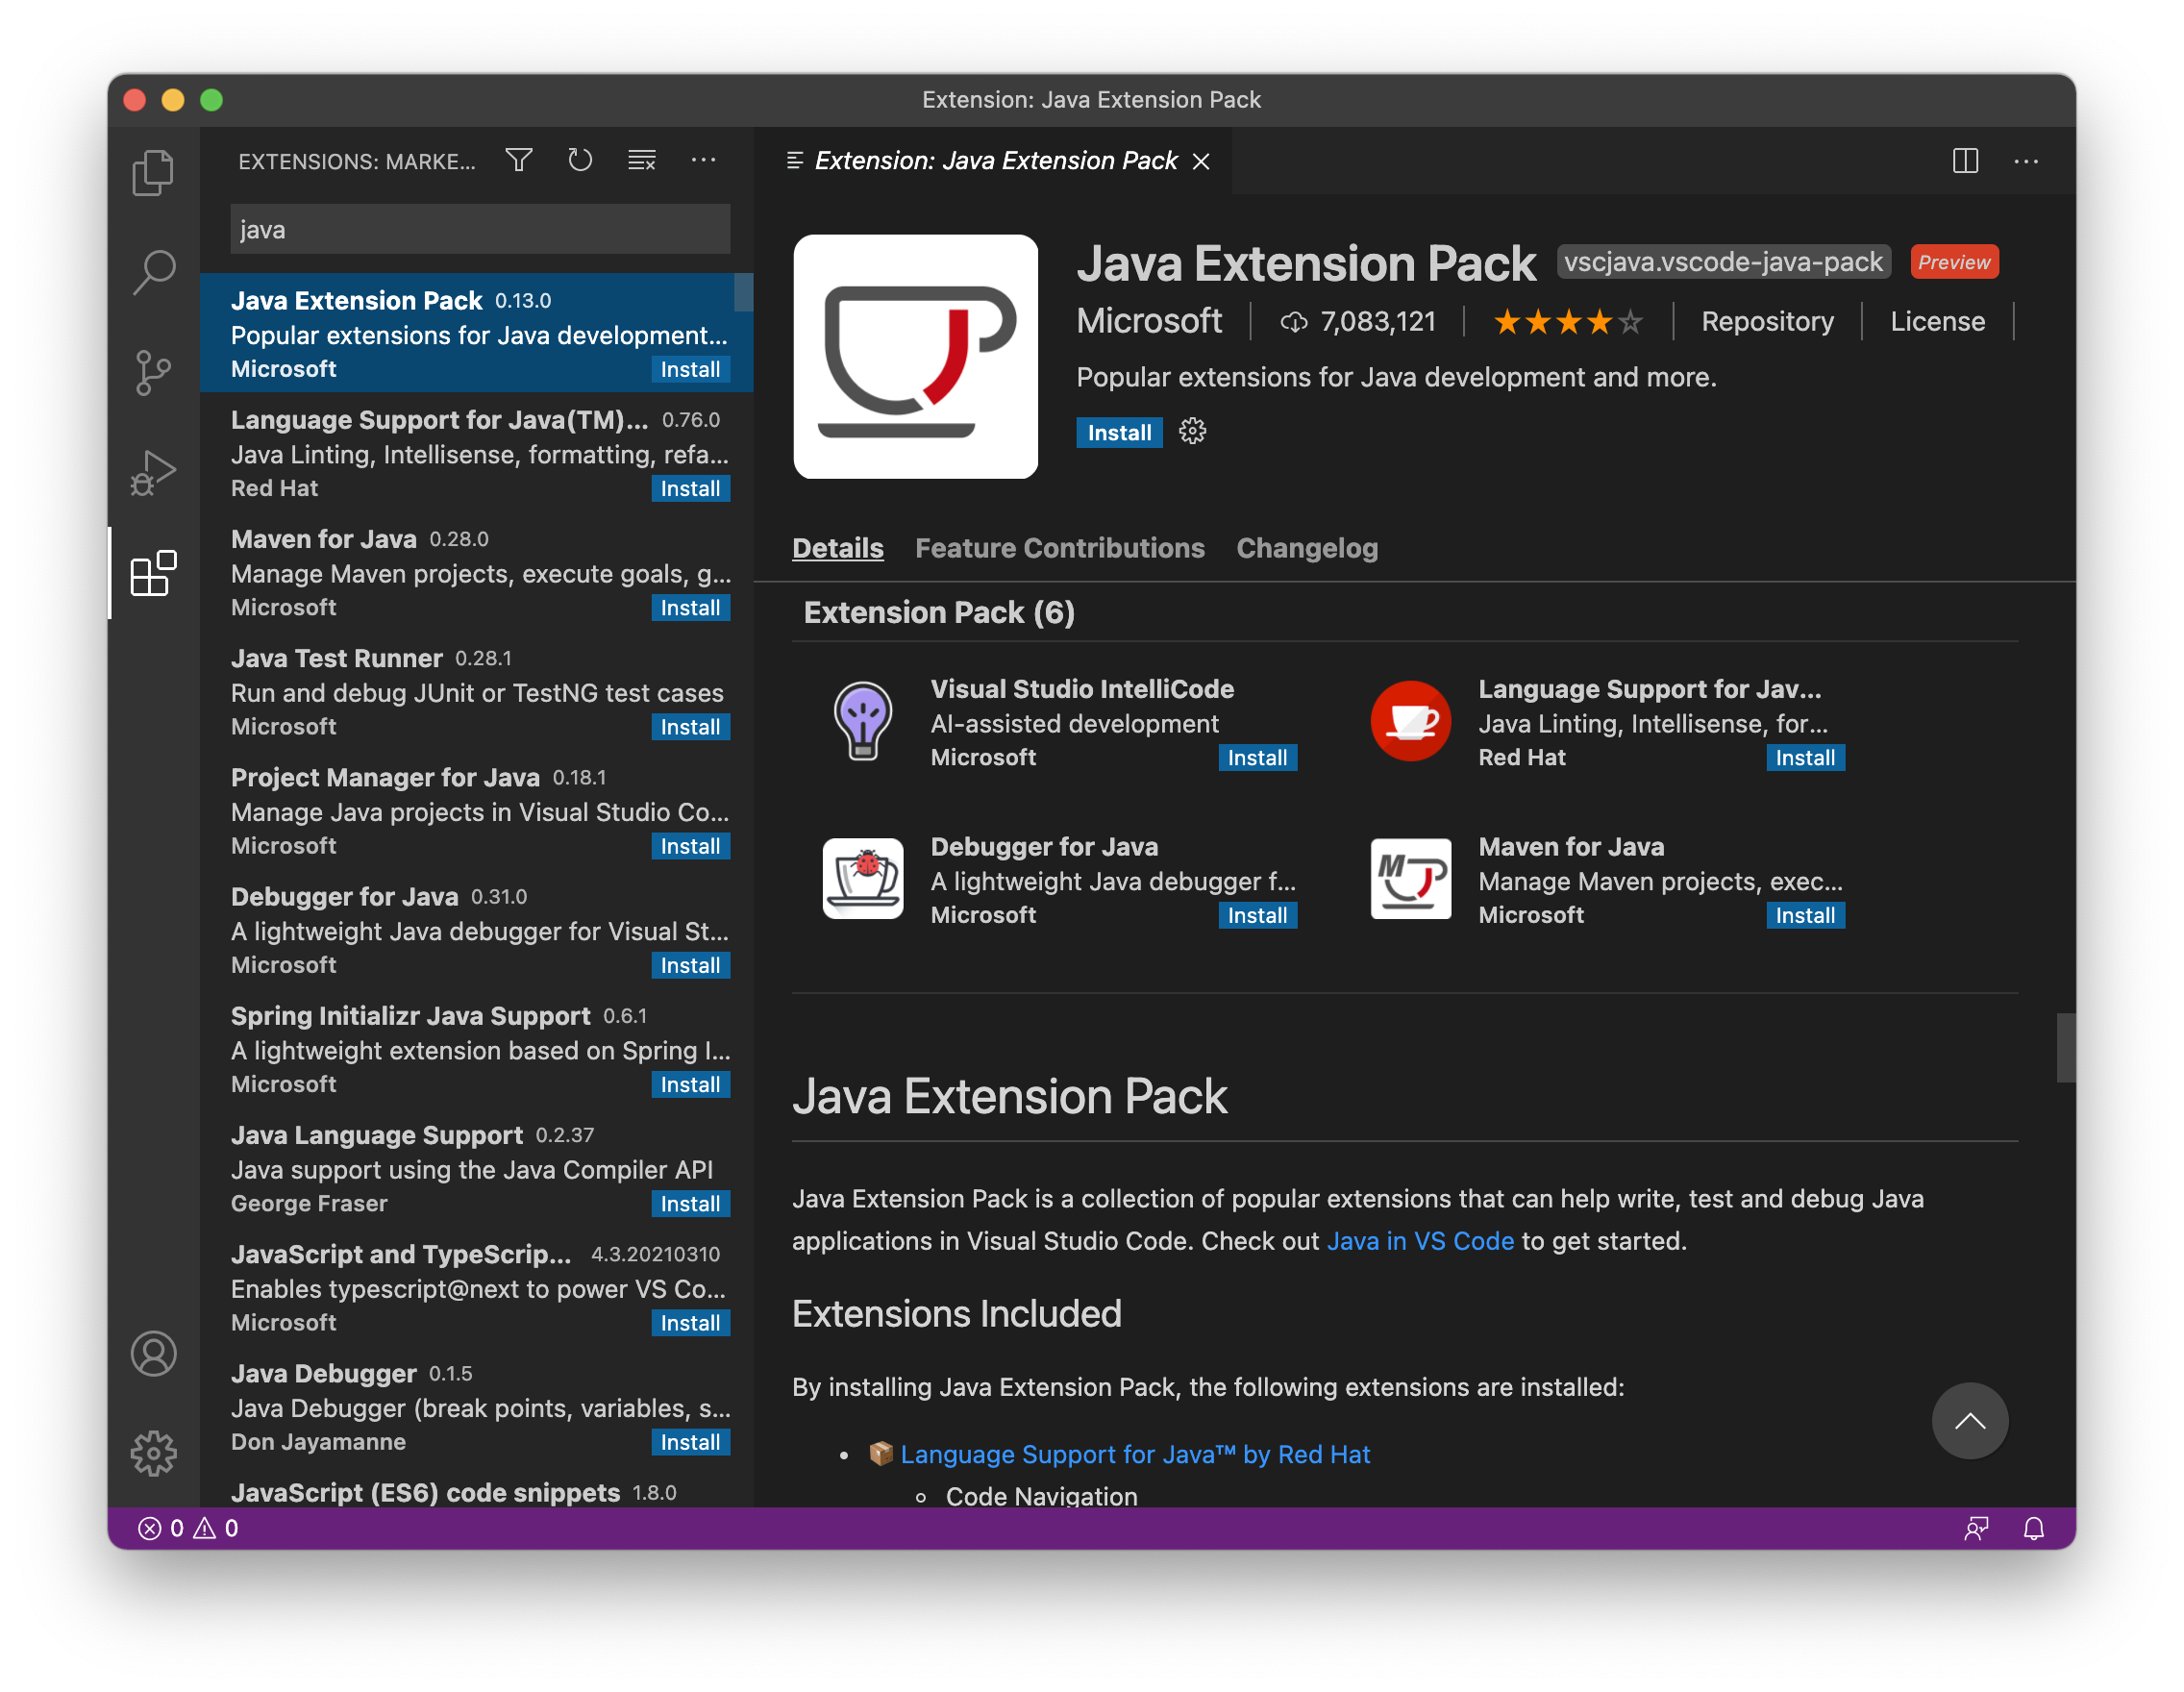 Extension: Java Extension Pack
EXTENSIONS: MARKE...
java
Java Extension Pack 0.13.0
Popular extensions for Java development...
Microsoft Install
Language Support for Java(TM)... 0.76.0
Java Linting, Intellisense, formatting, refa...
Red Hat Install
Maven for Java 0.28.0
Manage Maven projects, execute goals, g...
Microsoft Install
Java Test Runner 0.28.1
Run and debug JUnit or TestNG test cases
Microsoft Install
Project Manager for Java 0.18.1
Manage Java projects in Visual Studio Co...
Microsoft Install
Debugger for Java 0.31.0
A lightweight Java debugger for Visual St...
Microsoft Install
Spring Initializr Java Support 0.6.1
A lightweight extension based on Spring I...
Microsoft Install
Java Language Support 0.2.37
Java support using the Java Compiler API
George Fraser Install
JavaScript and TypeScrip... 4.3.20210310
Enables typescript@next to power VS Co...
Microsoft Install
Java Debugger 0.1.5
Java Debugger (break points, variables, s...
Don Jayamanne Install
JavaScript (ES6) code snippets 1.8.0
Extension: Java Extension Pack
Java Extension Pack vscjava.vscode-java-pack Preview
Microsoft 7,083,121 Repository License
Popular extensions for Java development and more.
Install
Details Feature Contributions Changelog
Extension Pack (6)
Visual Studio IntelliCode
AI-assisted development
Microsoft Install
Language Support for Jav...
Java Linting, Intellisense, for...
Red Hat Install
Debugger for Java
A lightweight Java debugger f...
Microsoft Install
M
Maven for Java
Manage Maven projects, exec...
Microsoft Install
Java Extension Pack
Java Extension Pack is a collection of popular extensions that can help write, test and debug Java
applications in Visual Studio Code. Check out Java in VS Code to get started.
Extensions Included
By installing Java Extension Pack, the following extensions are installed:
• 📦 Language Support for Java™ by Red Hat
◦ Code Navigation
0 0